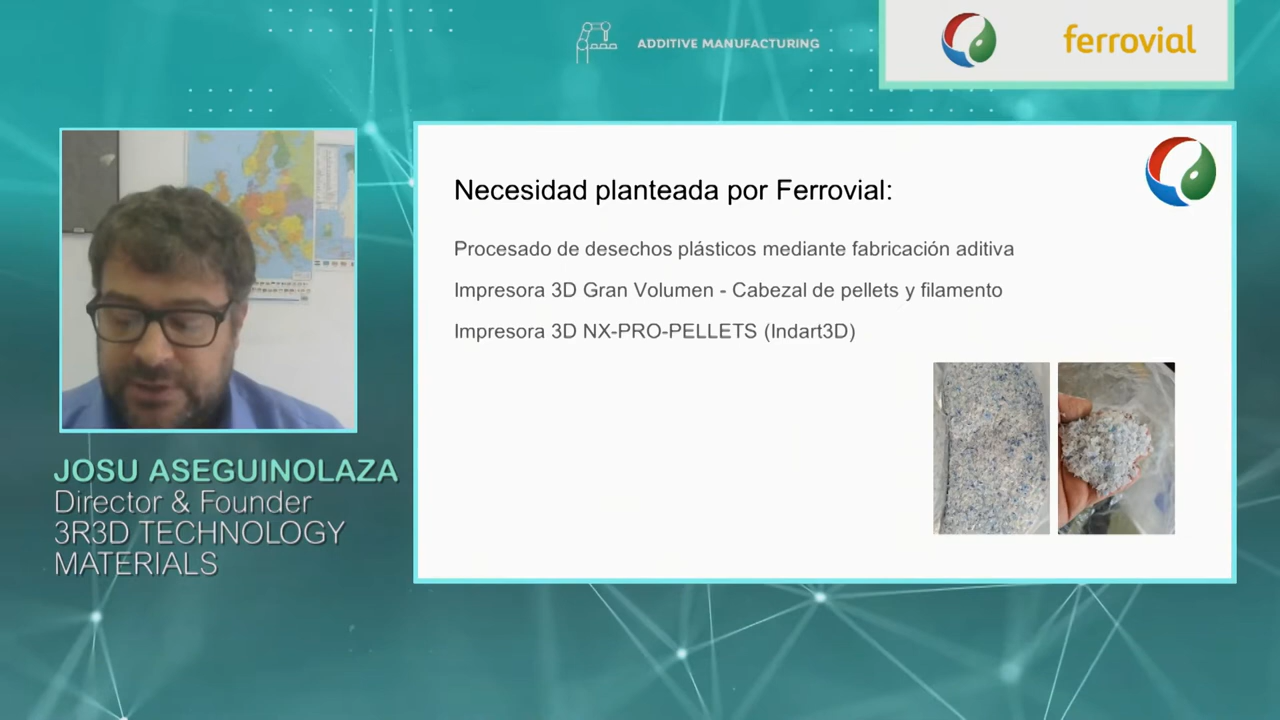 ADDITIVE MANUFACTURING
ferrovial
Necesidad planteada por Ferrovial:
Procesado de desechos plásticos mediante fabricación aditiva
Impresora 3D Gran Volumen - Cabezal de pellets y filamento
Impresora 3D NX-PRO-PELLETS (Indart3D)
JOSU ASEGUINOLAZA
Director & Founder
3R3D TECHNOLOGY
MATERIALS